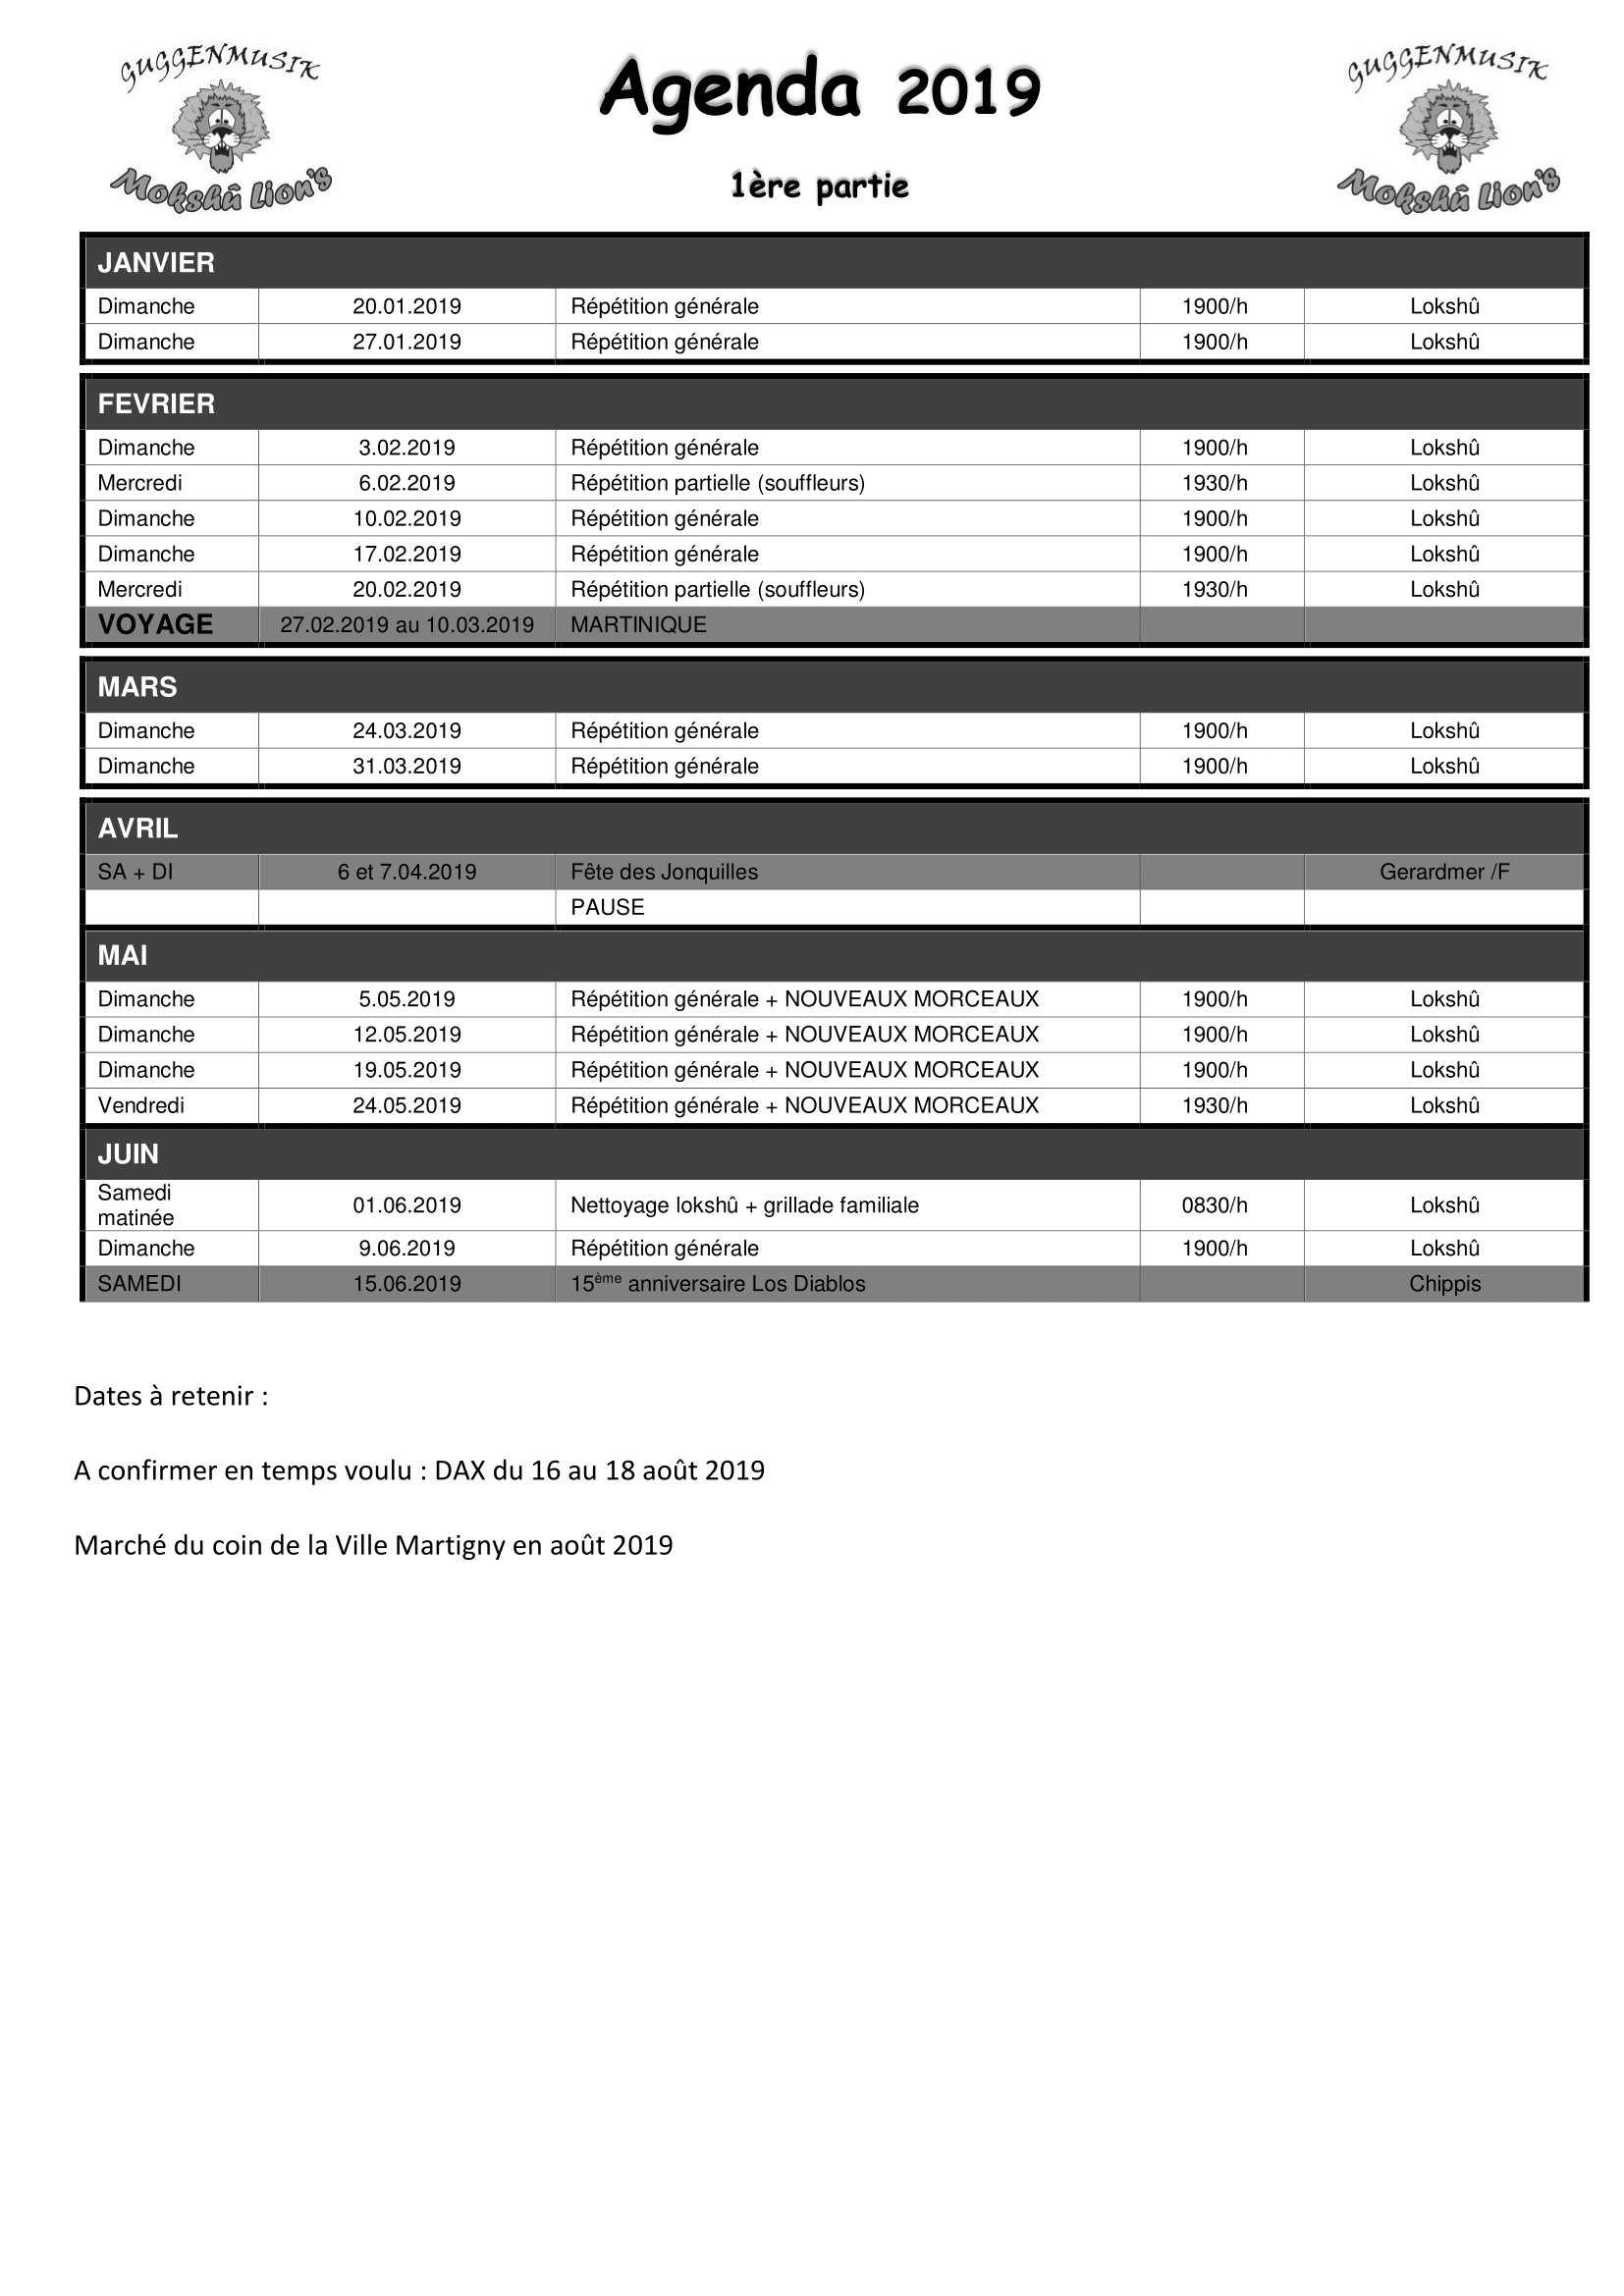 GUGGENMUSIK
Mokshû Lion's
Agenda 2019
1ère partie
GUGGENMUSIK
Mokshû Lion's
JANVIER
Dimanche 20.01.2019 Répétition générale 1900/h Lokshû
Dimanche 27.01.2019 Répétition générale 1900/h Lokshû
FEVRIER
Dimanche 3.02.2019 Répétition générale 1900/h Lokshû
Mercredi 6.02.2019 Répétition partielle (souffleurs) 1930/h Lokshû
Dimanche 10.02.2019 Répétition générale 1900/h Lokshû
Dimanche 17.02.2019 Répétition générale 1900/h Lokshû
Mercredi 20.02.2019 Répétition partielle (souffleurs) 1930/h Lokshû
VOYAGE 27.02.2019 au 10.03.2019 MARTINIQUE
MARS
Dimanche 24.03.2019 Répétition générale 1900/h Lokshû
Dimanche 31.03.2019 Répétition générale 1900/h Lokshû
AVRIL
SA + DI 6 et 7.04.2019 Fête des Jonquilles Gerardmer /F
PAUSE
MAI
Dimanche 5.05.2019 Répétition générale + NOUVEAUX MORCEAUX 1900/h Lokshû
Dimanche 12.05.2019 Répétition générale + NOUVEAUX MORCEAUX 1900/h Lokshû
Dimanche 19.05.2019 Répétition générale + NOUVEAUX MORCEAUX 1900/h Lokshû
Vendredi 24.05.2019 Répétition générale + NOUVEAUX MORCEAUX 1930/h Lokshû
JUIN
Samedi
matinée 01.06.2019 Nettoyage lokshû + grillade familiale 0830/h Lokshû
Dimanche 9.06.2019 Répétition générale 1900/h Lokshû
SAMEDI 15.06.2019 15ème anniversaire Los Diablos Chippis
Dates à retenir :
A confirmer en temps voulu : DAX du 16 au 18 août 2019
Marché du coin de la Ville Martigny en août 2019